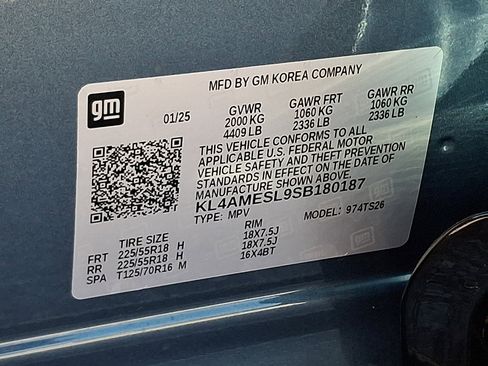 MFD BY GM KOREA COMPANY
gm
01/25 GVWR GAWR FRT GAWR RR
2000 KG 1060 KG 1060 KG
4409 LB 2336 LB 2336 LB
THIS VEHICLE CONFORMS TO ALL
APPLICABLE U.S. FEDERAL MOTOR
VEHICLE SAFETY AND THEFT PREVENTION
STANDARDS IN EFFECT ON THE DATE OF
MANUFACTURE SHOWN ABOVE.
KL4AMESL9SB180187
TYPE: MPV MODEL: 974TS26
TIRE SIZE RIM
FRT 225/55R18 H 18X7.5J
RR 225/55R18 H 18X7.5J
SPA T125/70R16 M 16X4BT